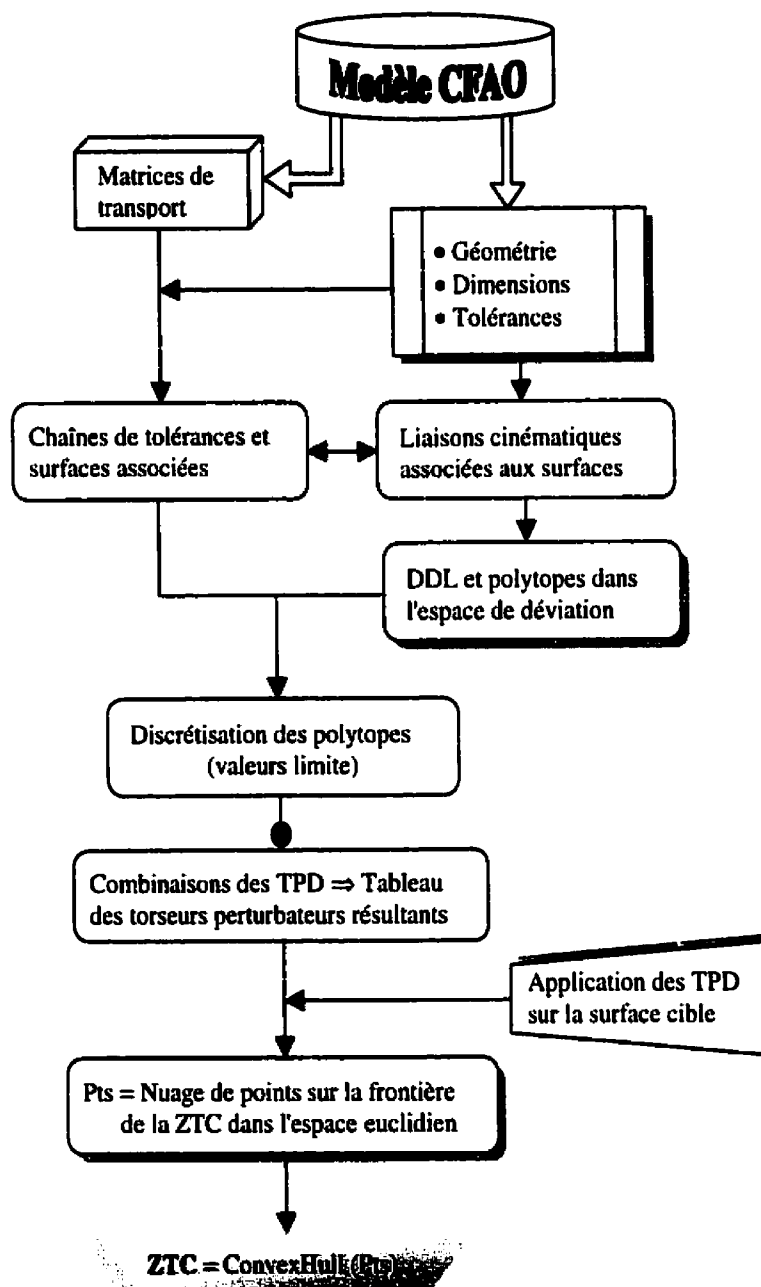 Modèle CFAO
Matrices de
transport
• Géométrie
• Dimensions
• Tolérances
Chaînes de tolérances et
surfaces associées
Liaisons cinématiques
associées aux surfaces
DDL et polytopes dans
l'espace de déviation
Discrétisation des polytopes
(valeurs limite)
Combinaisons des TPD ⇒ Tableau
des torseurs perturbateurs résultants
Application des TPD
sur la surface cible
Pts = Nuage de points sur la frontière
de la ZTC dans l'espace euclidien
ZTC = ConvexHull(Pts)